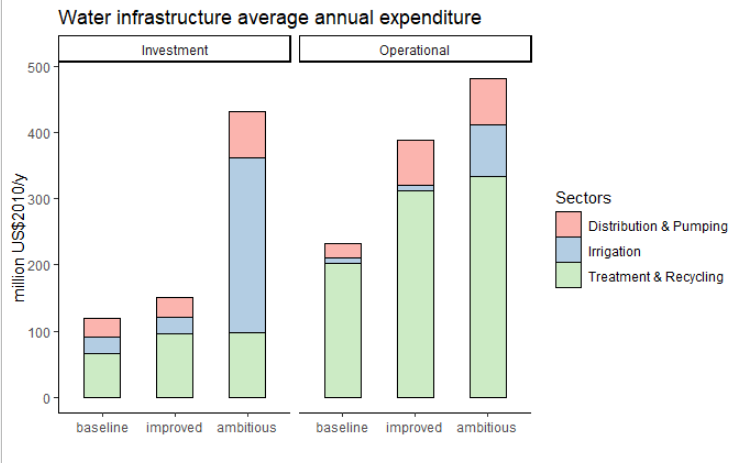 Water infrastructure average annual expenditure
Investment
Operational
million US$2010/y
500
400
300
200
100
0
baseline
improved
ambitious
baseline
improved
ambitious
Sectors
Distribution & Pumping
Irrigation
Treatment & Recycling